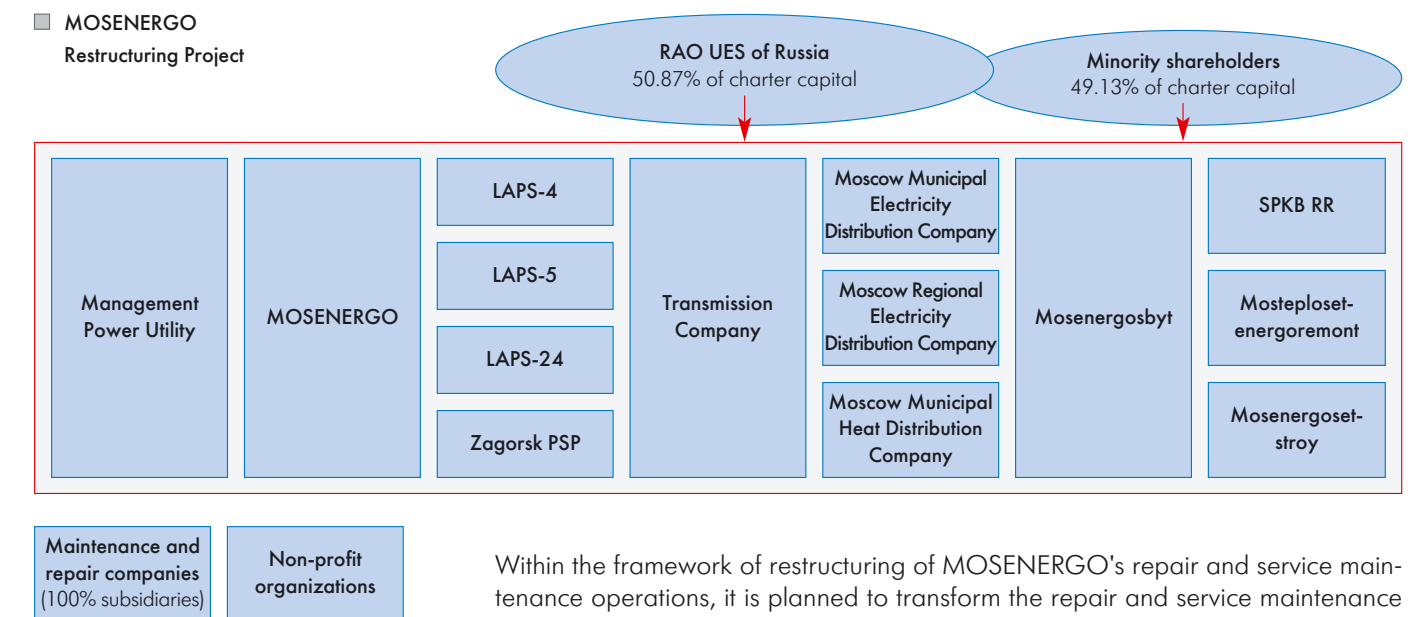 MOSENERGO
Restructuring Project
RAO UES of Russia
50.87% of charter capital
Minority shareholders
49.13% of charter capital
Management
Power Utility
MOSENERGO
LAPS-4
LAPS-5
LAPS-24
Zagorsk PSP
Transmission
Company
Moscow Municipal
Electricity
Distribution Company
Moscow Regional
Electricity
Distribution Company
Moscow Municipal
Heat Distribution
Company
Mosenergosbyt
SPKB RR
Mosteploset-
energoremont
Mosenergoset-
stroy
Maintenance and
repair companies
(100% subsidiaries)
Non-profit
organizations
Within the framework of restructuring of MOSENERGO's repair and service main-
tenance operations, it is planned to transform the repair and service maintenance